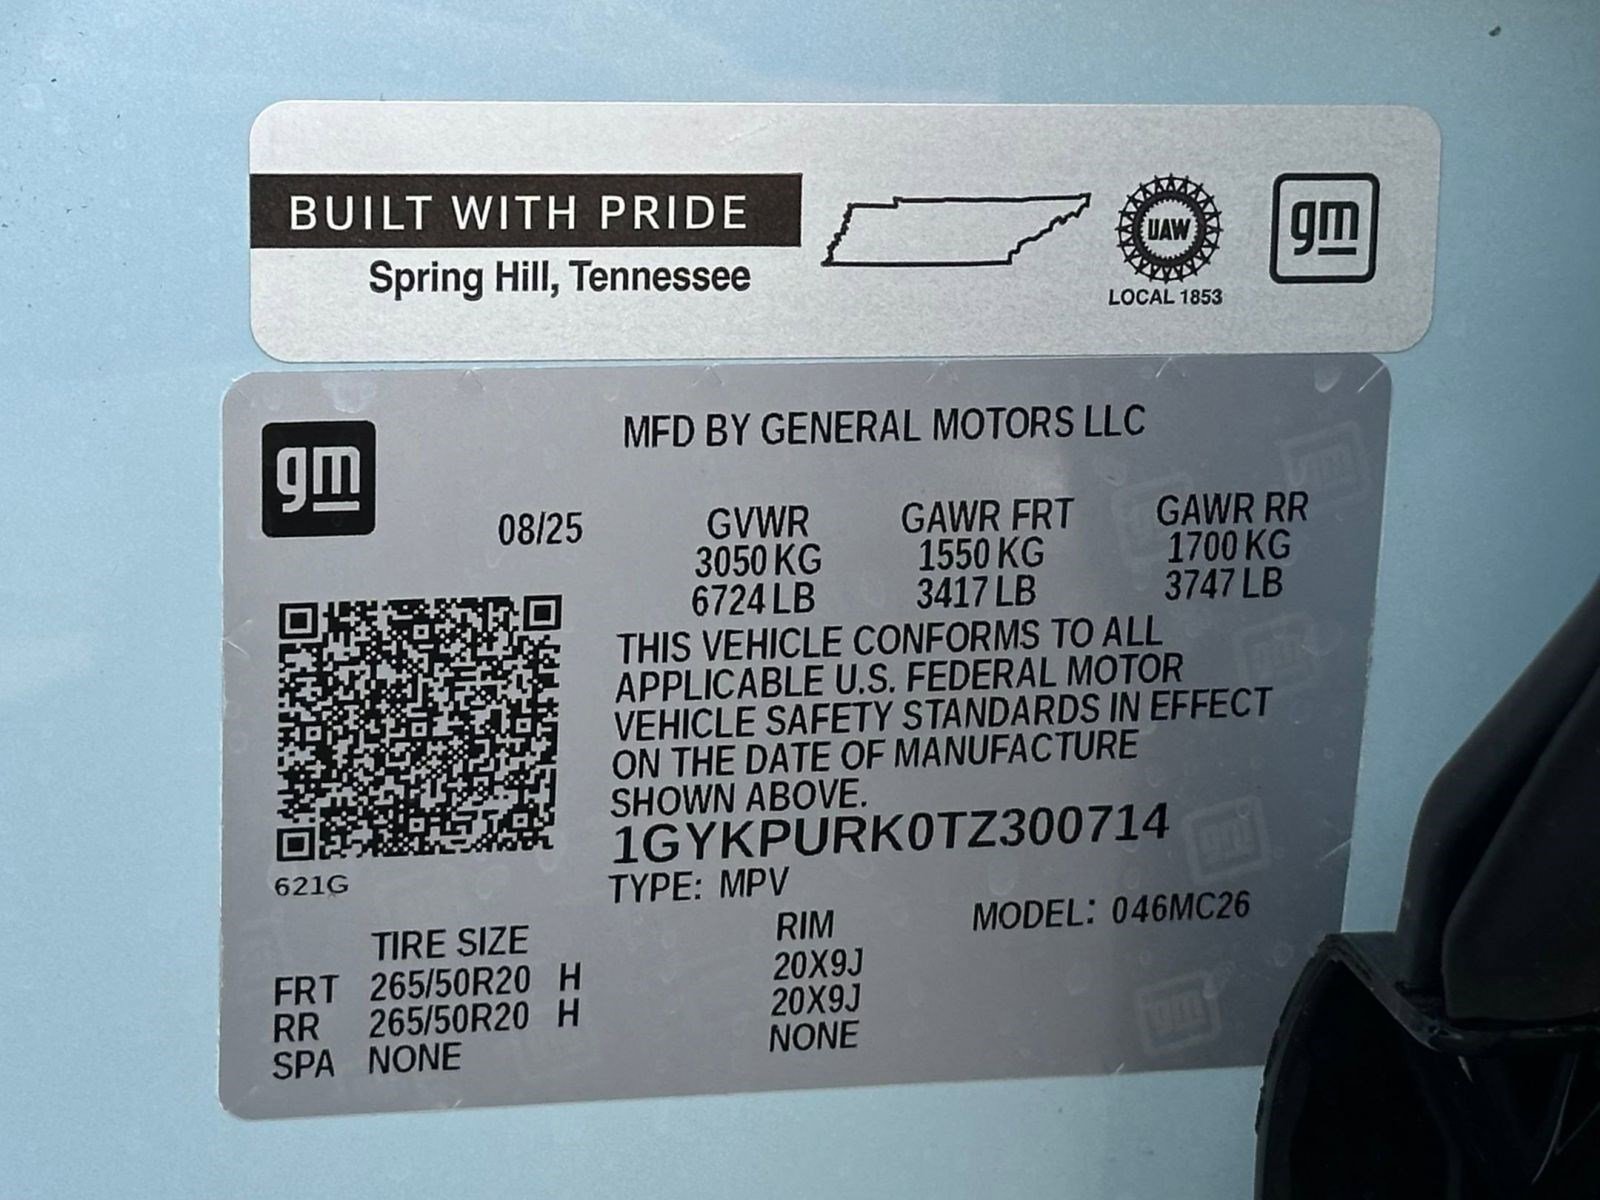 BUILT WITH PRIDE
Spring Hill, Tennessee
UAW
LOCAL 1853
gm
gm
MFD BY GENERAL MOTORS LLC
08/25 GVWR GAWR FRT GAWR RR
3050 KG 1550 KG 1700 KG
6724 LB 3417 LB 3747 LB
THIS VEHICLE CONFORMS TO ALL
APPLICABLE U.S. FEDERAL MOTOR
VEHICLE SAFETY STANDARDS IN EFFECT
ON THE DATE OF MANUFACTURE
SHOWN ABOVE.
1GYKPURK0TZ300714
621G
TYPE: MPV
MODEL: 046MC26
TIRE SIZE RIM
FRT 265/50R20 H 20X9J
RR 265/50R20 H 20X9J
SPA NONE NONE